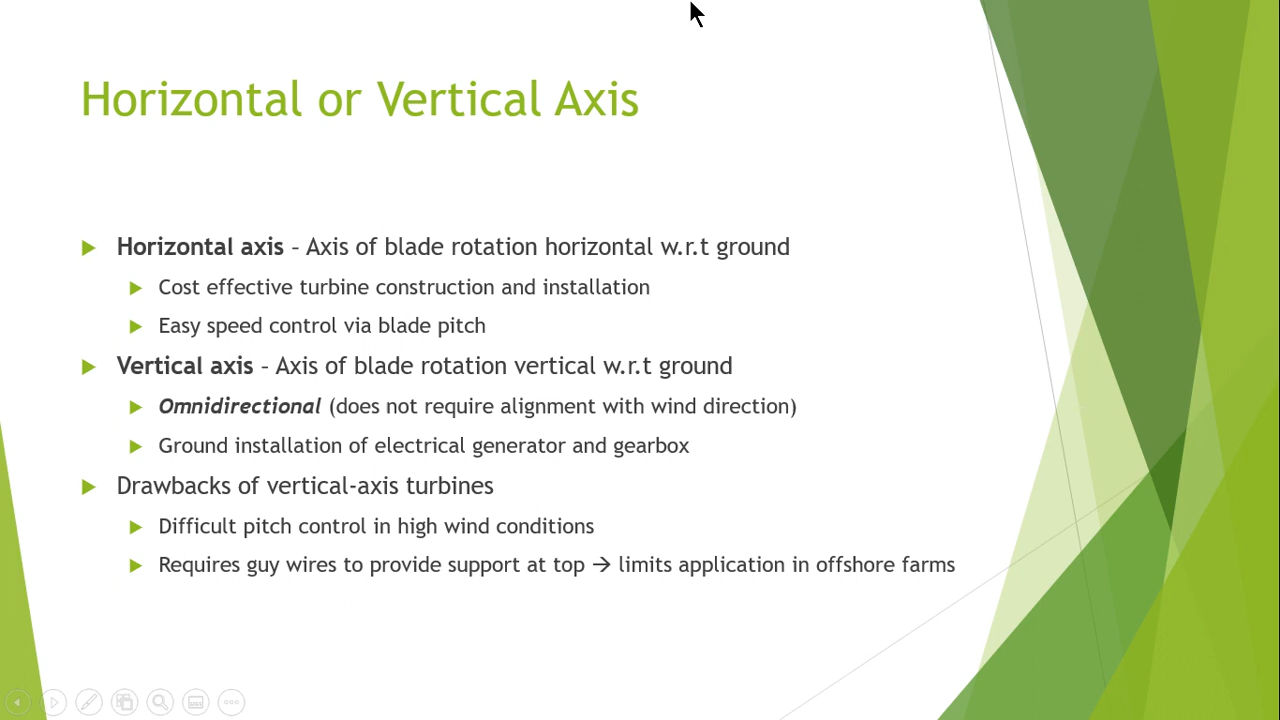 Horizontal or Vertical Axis
Horizontal axis – Axis of blade rotation horizontal w.r.t ground
Cost effective turbine construction and installation
Easy speed control via blade pitch
Vertical axis – Axis of blade rotation vertical w.r.t ground
Omnidirectional (does not require alignment with wind direction)
Ground installation of electrical generator and gearbox
Drawbacks of vertical-axis turbines
Difficult pitch control in high wind conditions
Requires guy wires to provide support at top → limits application in offshore farms